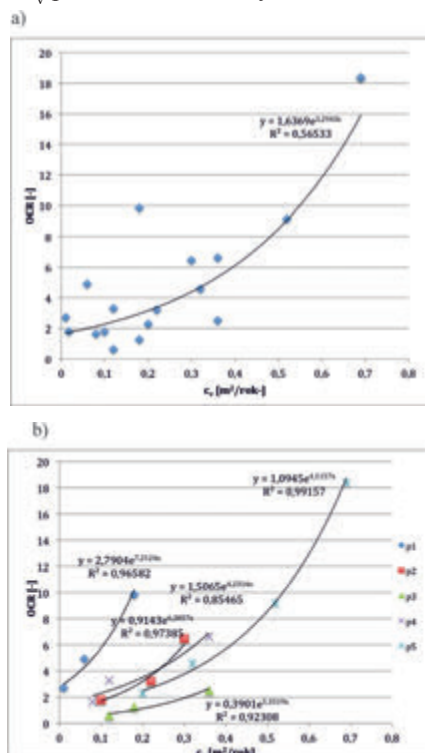 a)
20
18
16
14
12
10
8
6
4
2
0
OCR [-]
R² = 0,56533
0 0,1 0,2 0,3 0,4 0,5 0,6 0,7 0,8
b)
20
18
16
14
12
10
8
6
4
2
0
OCR [-]
R² = 0,99157
R² = 0,96582
R² = 0,85465
R² = 0,97385
R² = 0,92308
p1
p2
p3
p4
p5
0 0,1 0,2 0,3 0,4 0,5 0,6 0,7 0,8